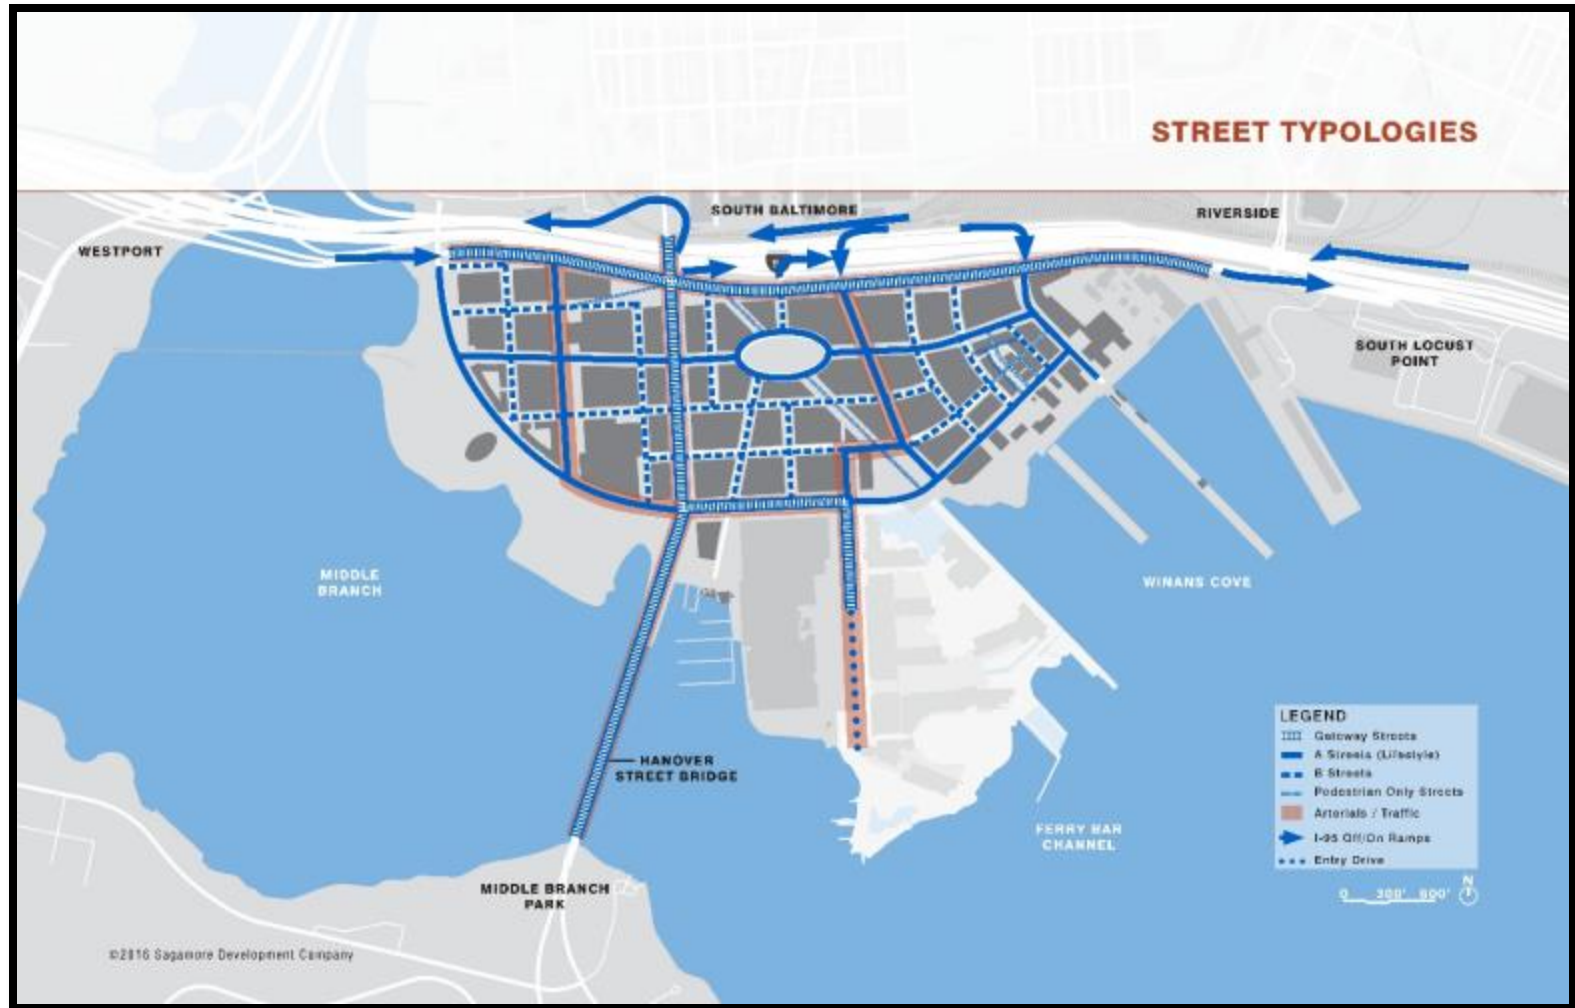 STREET TYPOLOGIES
SOUTH BALTIMORE
RIVERSIDE
WESTPORT
SOUTH LOCUST
POINT
MIDDLE
BRANCH
WINANS COVE
HANOVER
STREET BRIDGE
FERRY BAR
CHANNEL
MIDDLE BRANCH
PARK
LEGEND
Gateway Streets
A Streets (Lifestyle)
B Streets
Pedestrian Only Streets
Arterials / Traffic
I-95 Off/On Ramps
Entry Drive
N
0 300' 600'
©2016 Sagamore Development Company